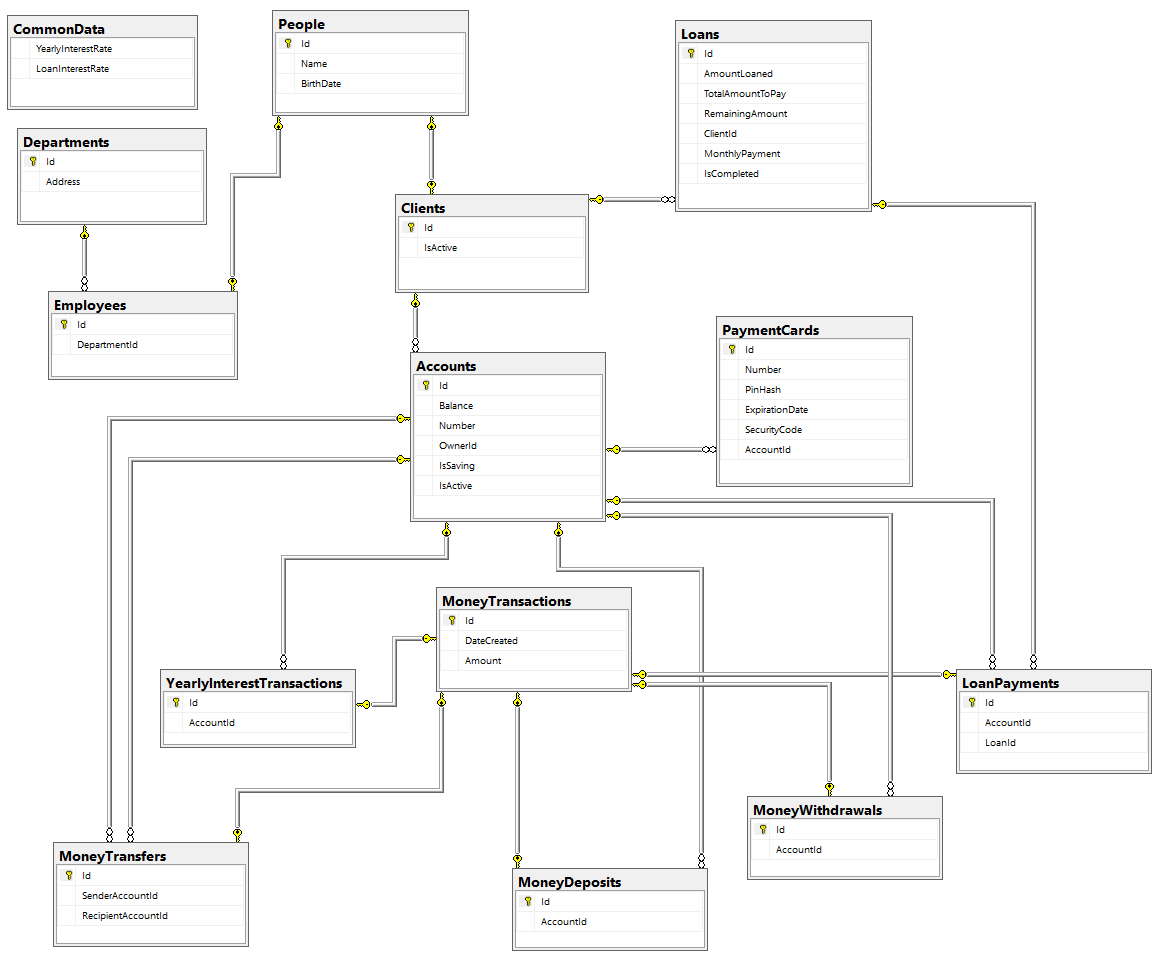 CommonData
YearlyInterestRate
LoanInterestRate
People
Id
Name
BirthDate
Loans
Id
AmountLoaned
TotalAmountToPay
RemainingAmount
ClientId
MonthlyPayment
IsCompleted
Departments
Id
Address
Clients
Id
IsActive
Employees
Id
DepartmentId
PaymentCards
Id
Number
PinHash
ExpirationDate
SecurityCode
AccountId
Accounts
Id
Balance
Number
OwnerId
IsSaving
IsActive
MoneyTransactions
Id
DateCreated
Amount
YearlyInterestTransactions
Id
AccountId
LoanPayments
Id
AccountId
LoanId
MoneyWithdrawals
Id
AccountId
MoneyTransfers
Id
SenderAccountId
RecipientAccountId
MoneyDeposits
Id
AccountId